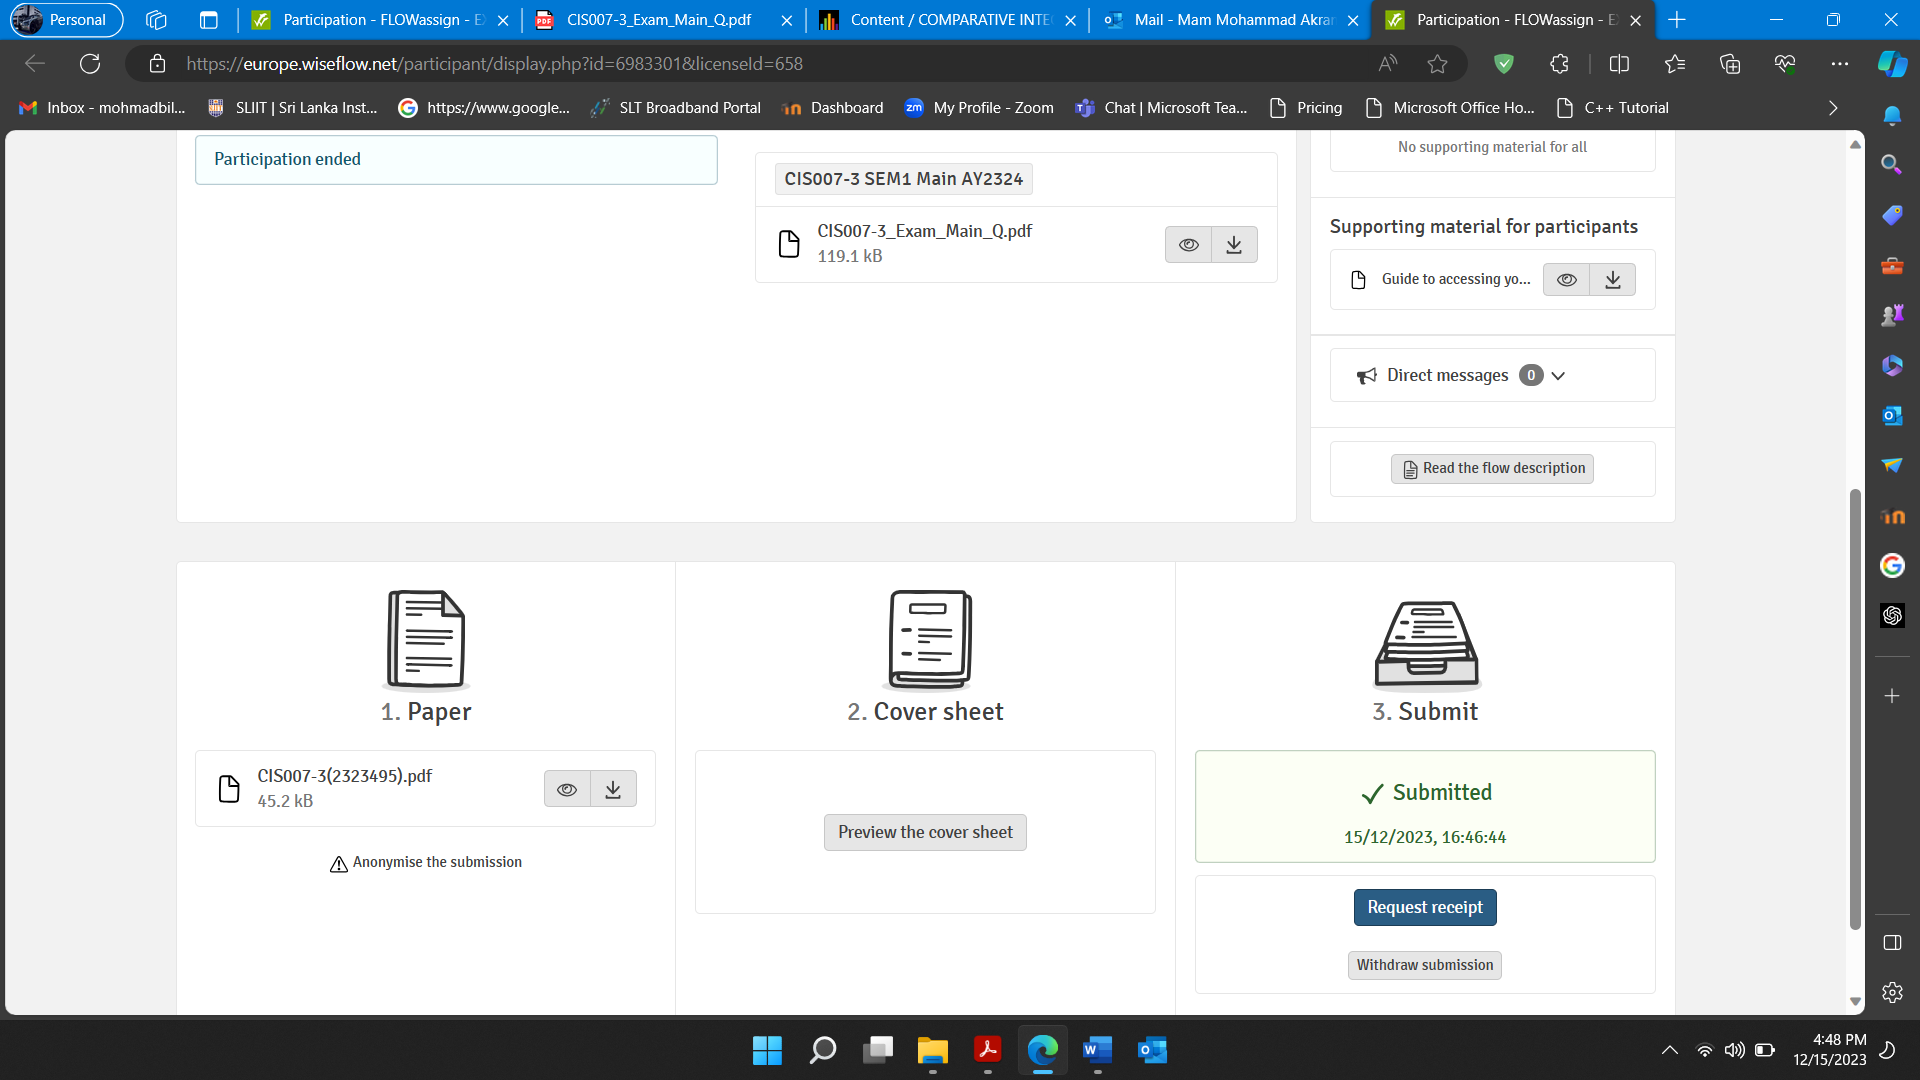 Personal
Participation - FLOWassign - EX
CIS007-3_Exam_Main_Q.pdf
Content / COMPARATIVE INTE
Mail - Mam Mohammad Akra
Participation - FLOWassign - E
https://europe.wiseflow.net/participant/display.php?id=6983301&licenseId=658
Inbox - mohmadbil...
SLIIT | Sri Lanka Inst...
https://www.google...
SLT Broadband Portal
Dashboard
zm
My Profile - Zoom
Chat | Microsoft Tea...
Pricing
Microsoft Office Ho...
C++ Tutorial
Participation ended
CIS007-3 SEM1 Main AY2324
CIS007-3_Exam_Main_Q.pdf
119.1 kB
No supporting material for all
Supporting material for participants
Guide to accessing yo...
Direct messages 0
Read the flow description
1. Paper
CIS007-3(2323495).pdf
45.2 kB
Anonymise the submission
2. Cover sheet
Preview the cover sheet
3. Submit
Submitted
15/12/2023, 16:46:44
Request receipt
Withdraw submission
4:48 PM
12/15/2023